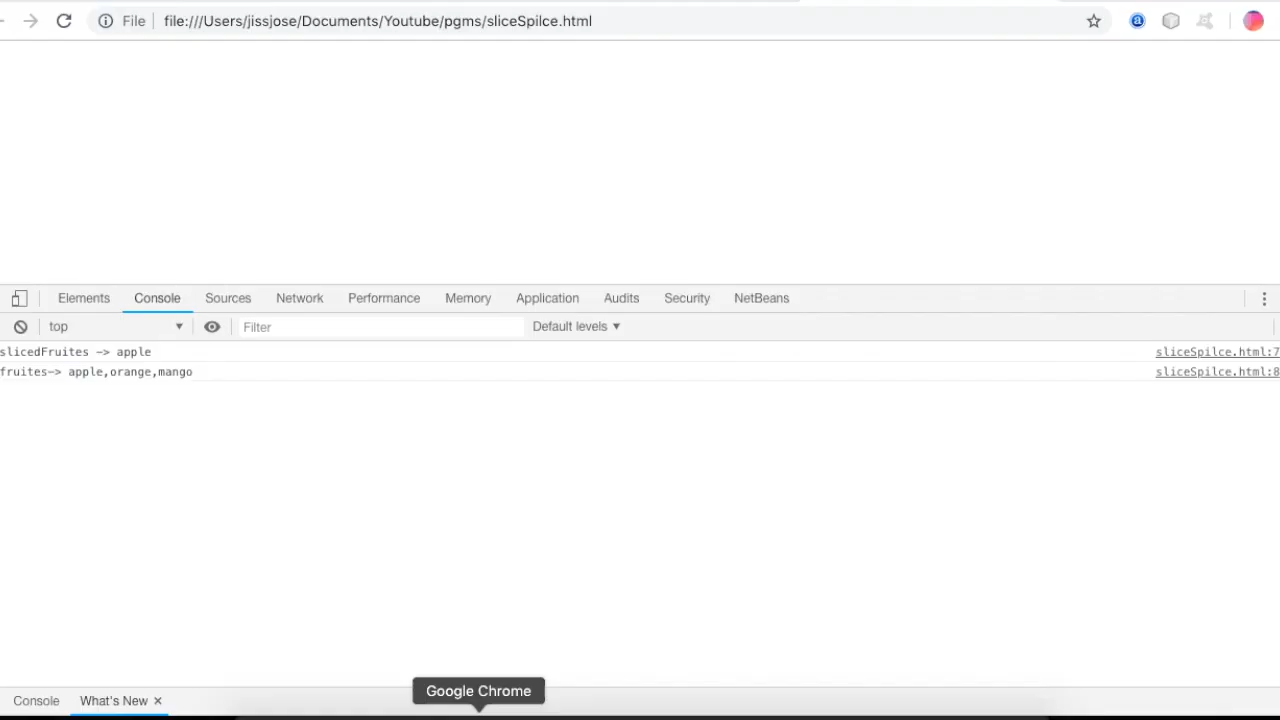 File file:///Users/jissjose/Documents/Youtube/pgms/sliceSpilce.html
Elements Console Sources Network Performance Memory Application Audits Security NetBeans
top ▼ Filter Default levels ▼
slicedFruites -> apple sliceSpilce.html:7
fruites-> apple,orange,mango sliceSpilce.html:8
Google Chrome
Console What's New ×